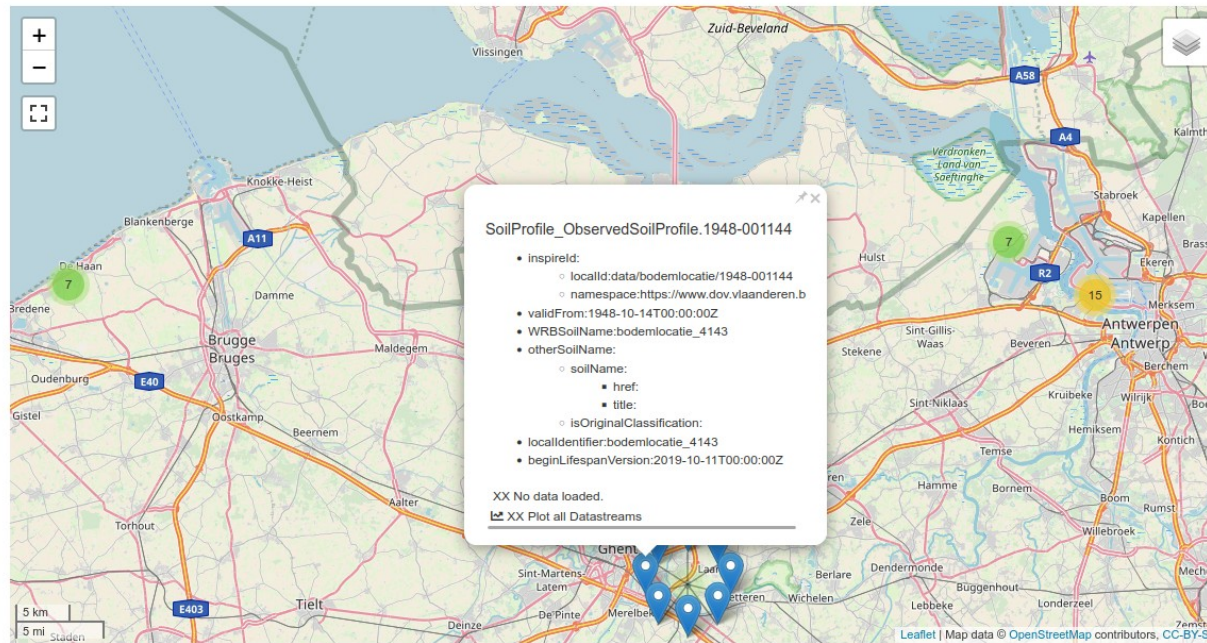 +
−
Vlissingen
Zuid-Beveland
A58
A4
Kalmth
Verdronken
Land van
Saeftinghe
Stabroek
Kapellen
Brass
Knokke-Heist
Blankenberge
A11
De Haan
7
Bredene
Damme
Brugge
Bruges
Maldegem
Oudenburg
E40
Gistel
Oostkamp
Beernem
Aalter
Torhout
Tielt
E403
Staden
5 km
5 mi
SoilProfile_ObservedSoilProfile.1948-001144
inspireId:
localId:data/bodemlocatie/1948-001144
namespace:https://www.dov.vlaanderen.b
validFrom:1948-10-14T00:00:00Z
WRBSoilName:bodemlocatie_4143
otherSoilName:
soilName:
href:
title:
isOriginalClassification:
localIdentifier:bodemlocatie_4143
beginLifespanVersion:2019-10-11T00:00:00Z
XX No data loaded.
XX Plot all Datastreams
Hulst
7
R2
Ekeren
15
Merksem
Antwerpen
Antwerp
Sint-Gillis-
Waas
Beveren
Stekene
Berchem
Kruibeke
Wilrijk
Sint-Niklaas
Hemiksem
Kontich
Temse
Hamme
Bornem
Rumst
Boom
Willebroek
Zele
Ghent
Sint-Martens-
Latem
De Pinte
Deinze
Berlare
Wichelen
Dendermonde
Buggenhout
Lebbeke
Londerzeel
Mech
Zemst
Leaflet | Map data © OpenStreetMap contributors, CC-BY-S